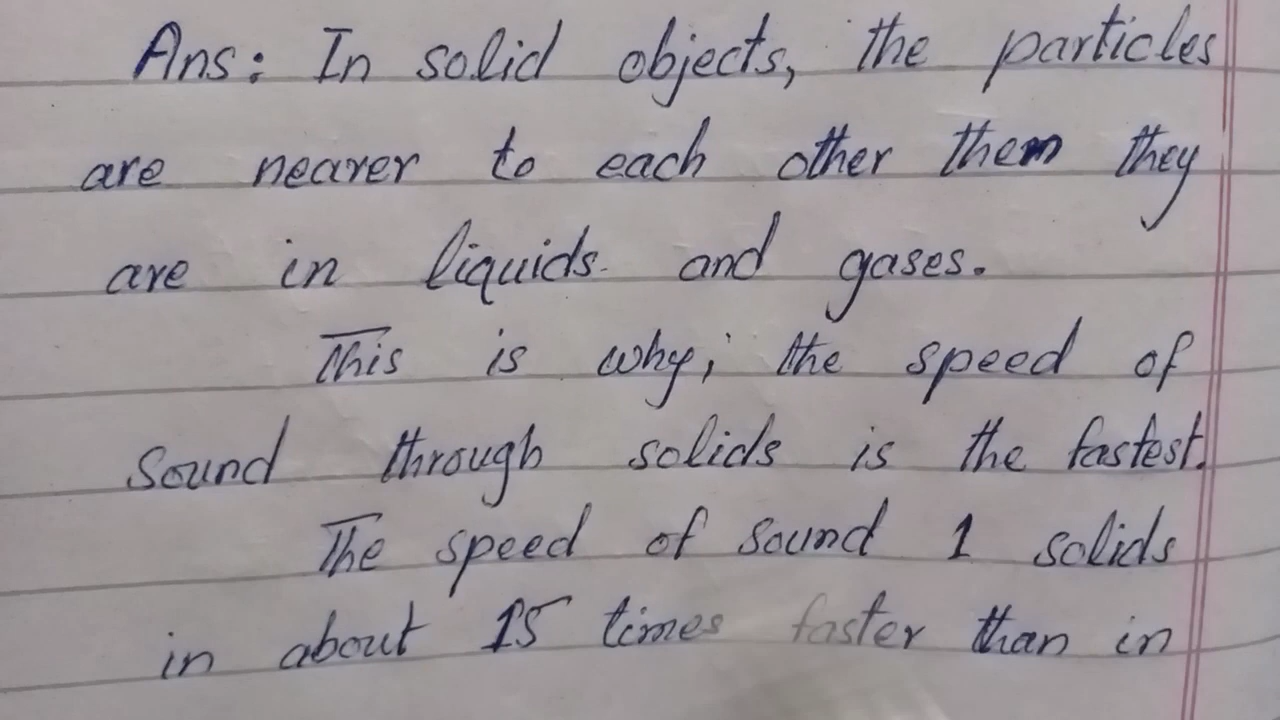 Ans: In solid objects, the particles
are nearer to each other them they
are in liquids and gases.
This is why; the speed of
sound through solids is the fastest.
The speed of sound 1 solids
in about 15 times faster than in